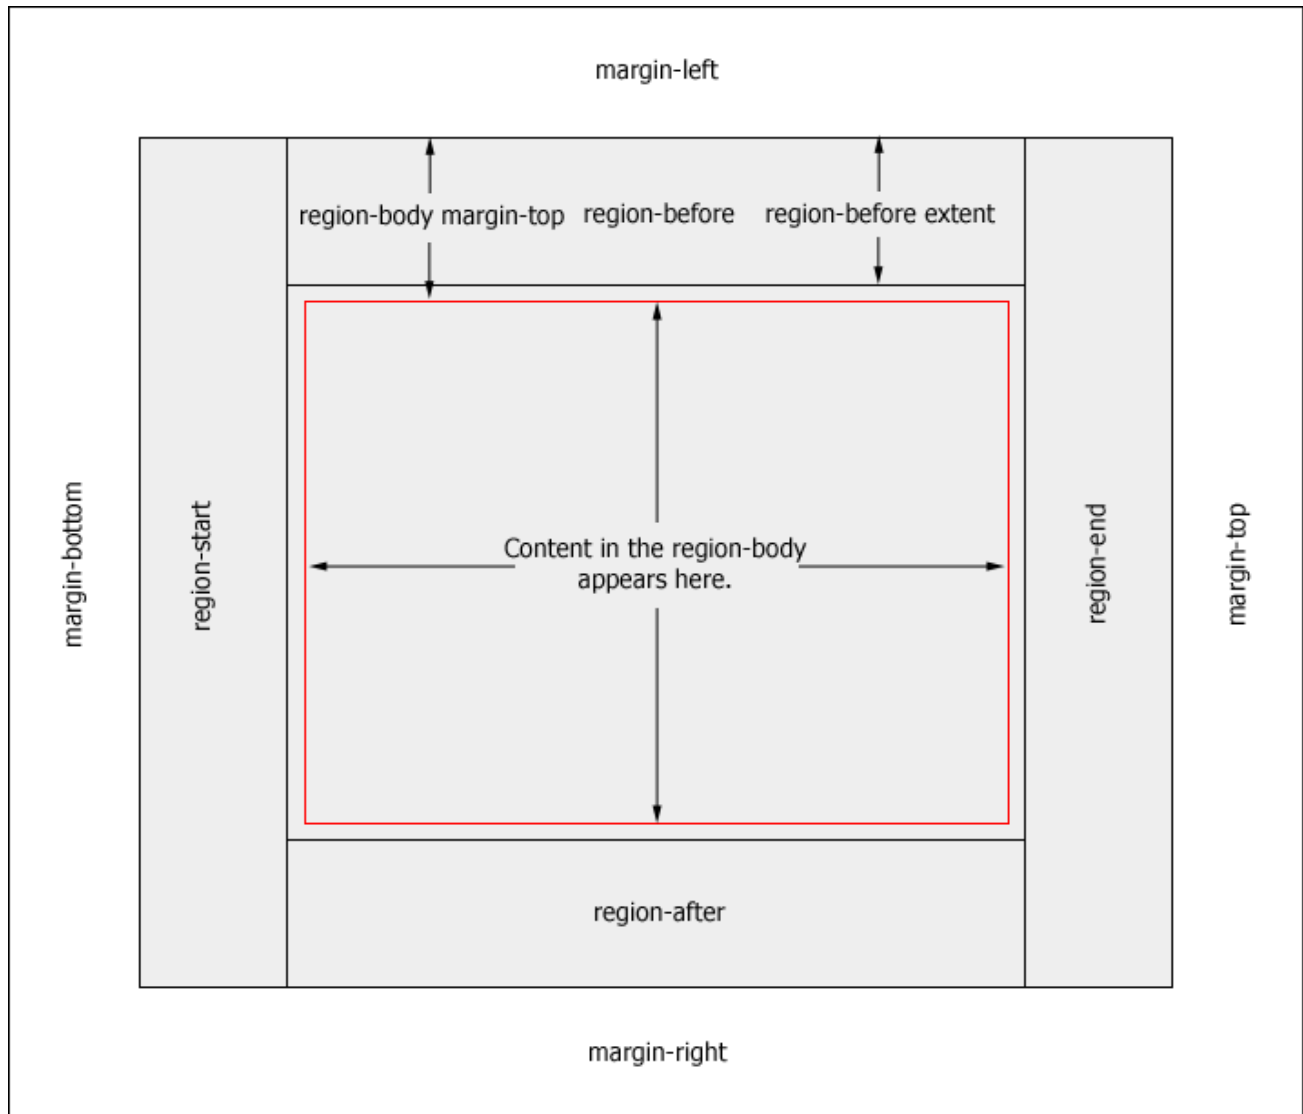 margin-left
region-body margin-top
region-before
region-before extent
margin-bottom
region-start
Content in the region-body
appears here.
region-end
margin-top
region-after
margin-right